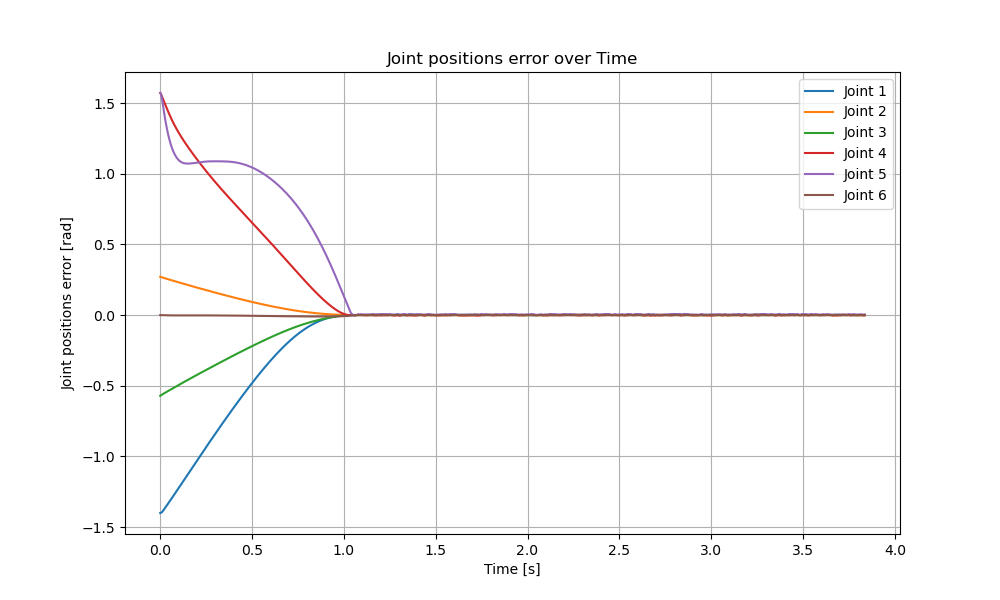 Joint positions error over Time
Joint positions error [rad]
1.5
1.0
0.5
0.0
−0.5
−1.0
−1.5
Joint 1
Joint 2
Joint 3
Joint 4
Joint 5
Joint 6
0.0 0.5 1.0 1.5 2.0 2.5 3.0 3.5 4.0
Time [s]